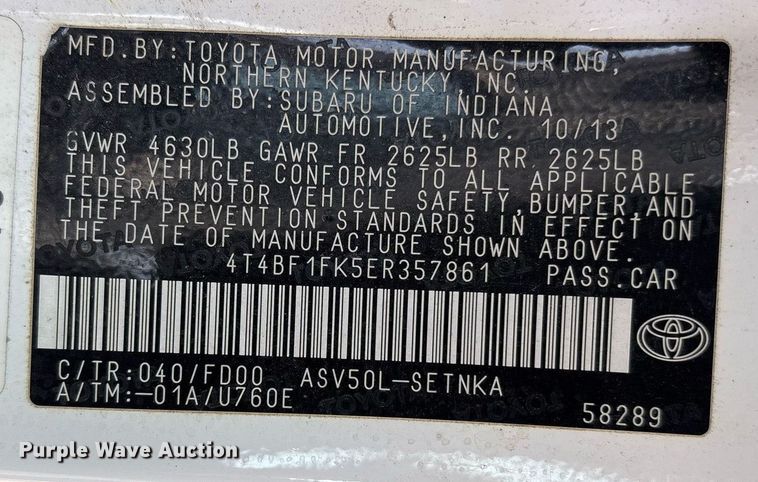 MFD.BY:TOYOTA MOTOR MANUFACTURING,
NORTHERN KENTUCKY,INC.
ASSEMBLED BY:SUBARU OF INDIANA
AUTOMOTIVE,INC. 10/13
GVWR 4630LB GAWR FR 2625LB RR 2625LB
THIS VEHICLE CONFORMS TO ALL APPLICABLE
FEDERAL MOTOR VEHICLE SAFETY,BUMPER,AND
THEFT PREVENTION STANDARDS IN EFFECT ON
THE DATE OF MANUFACTURE SHOWN ABOVE.
4T4BF1FK5ER357861 PASS.CAR
C/TR:040/FD00 ASV50L-SETNKA
A/TM:-01A/U760E
58289
Purple Wave Auction